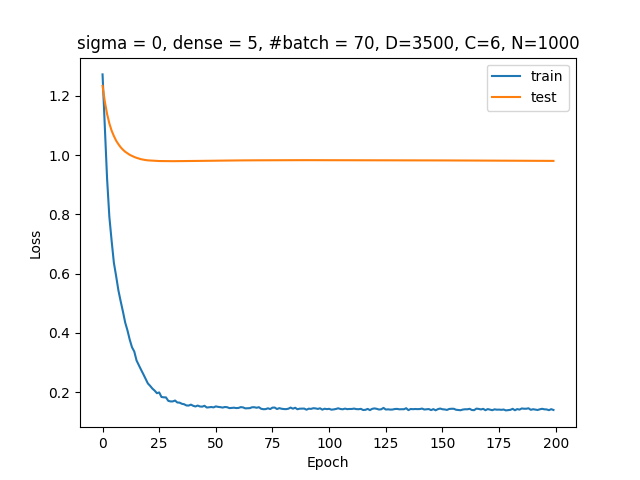 sigma = 0, dense = 5, #batch = 70, D=3500, C=6, N=1000
train
test
1.2
1.0
0.8
0.6
0.4
0.2
Loss
0 25 50 75 100 125 150 175 200
Epoch